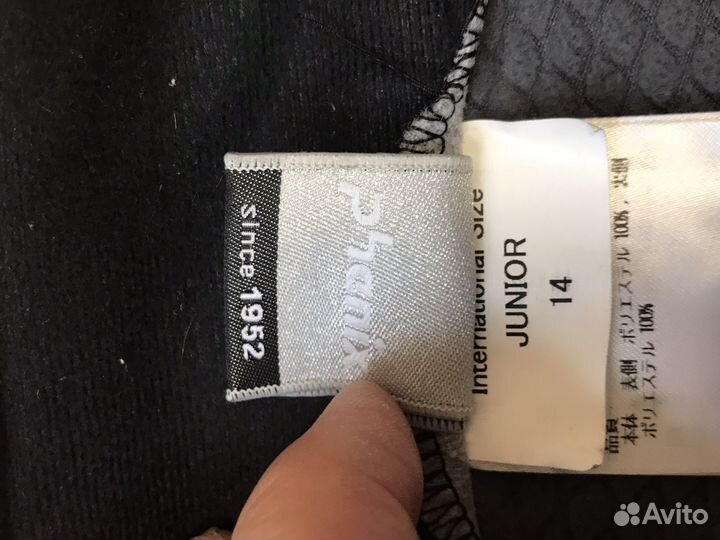 phenix
since 1952
International Size
JUNIOR
14
品質
本体 表側 ポリエステル 100%, 裏側
ポリエステル 100%
Avito